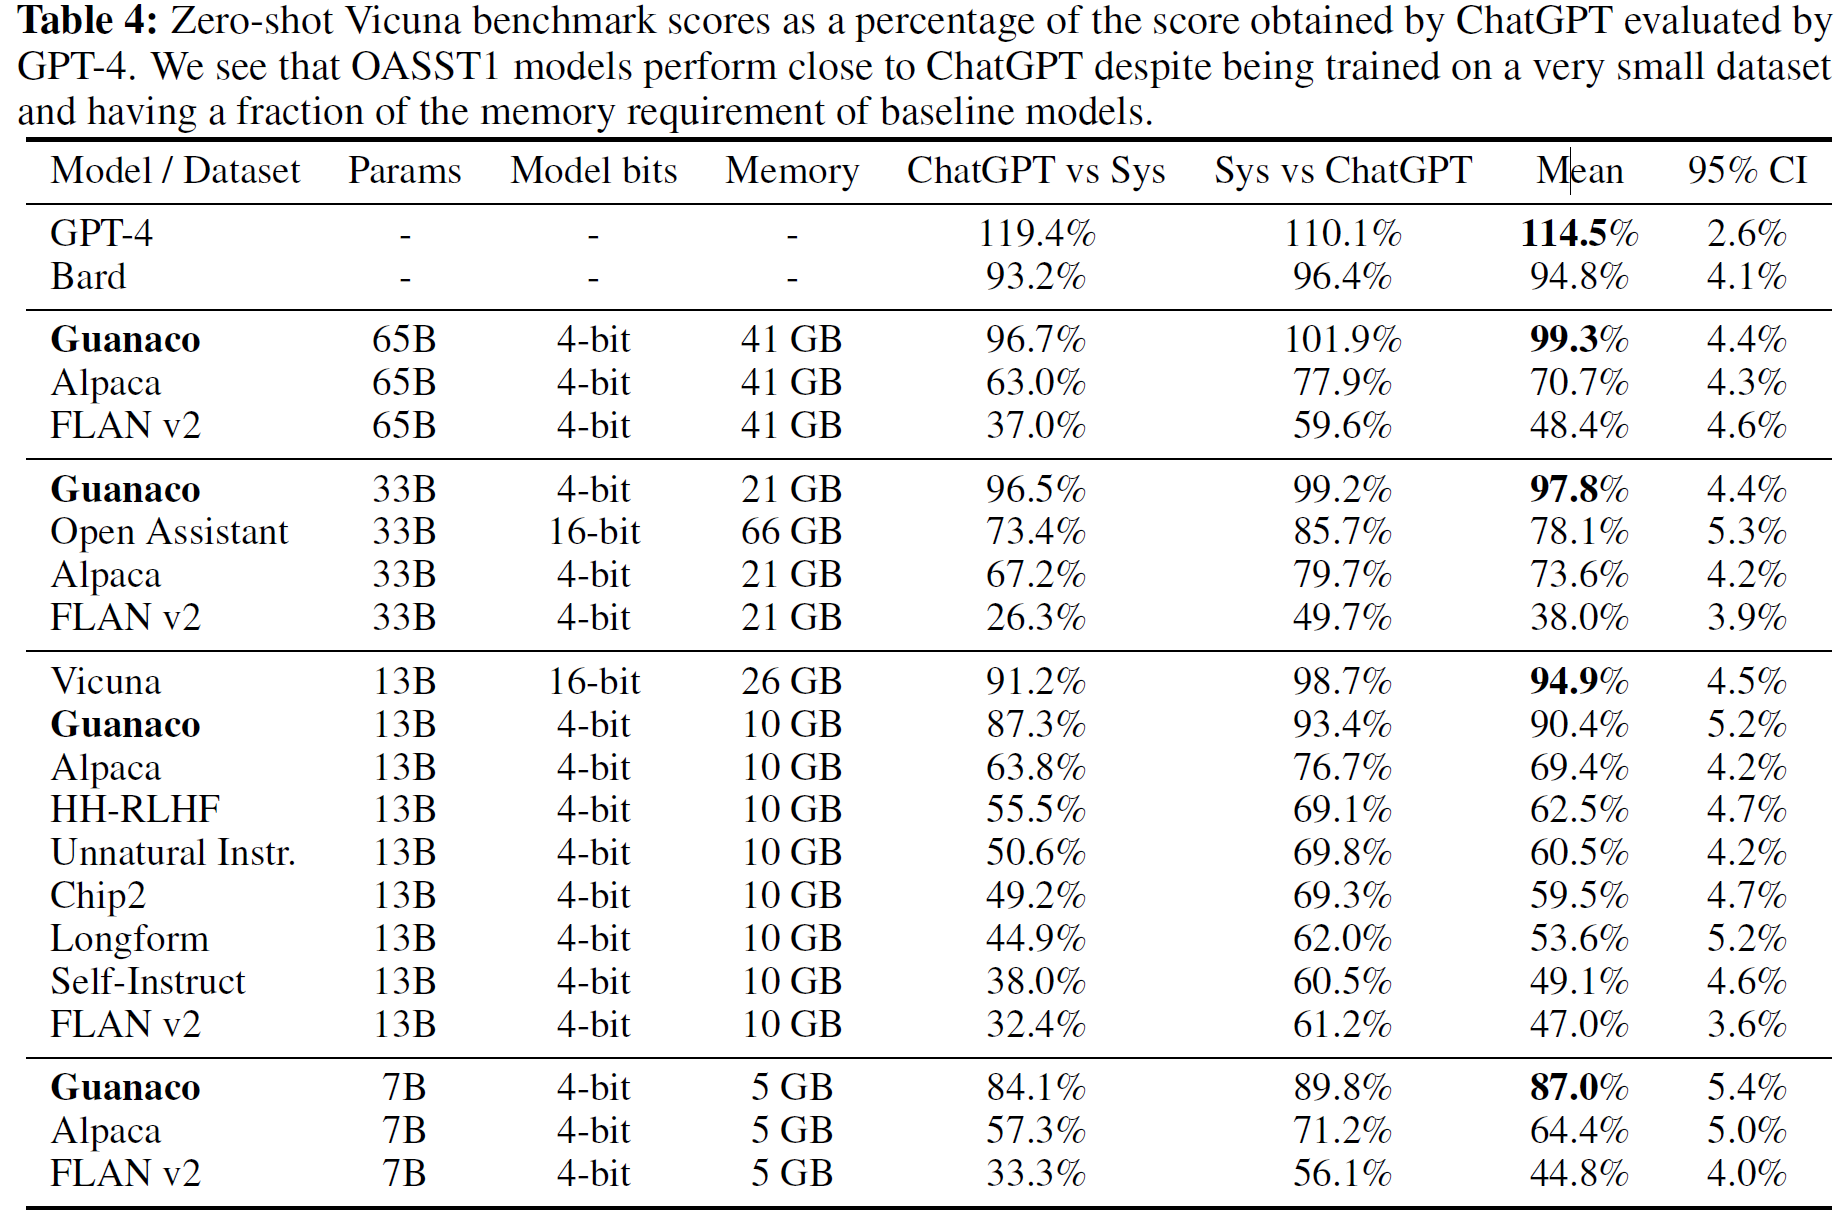 Table 4: Zero-shot Vicuna benchmark scores as a percentage of the score obtained by ChatGPT evaluated by
GPT-4. We see that OASST1 models perform close to ChatGPT despite being trained on a very small dataset
and having a fraction of the memory requirement of baseline models.
Model / Dataset Params Model bits Memory ChatGPT vs Sys Sys vs ChatGPT Mean 95% CI
GPT-4 - - - 119.4% 110.1% 114.5% 2.6%
Bard - - - 93.2% 96.4% 94.8% 4.1%
Guanaco 65B 4-bit 41 GB 96.7% 101.9% 99.3% 4.4%
Alpaca 65B 4-bit 41 GB 63.0% 77.9% 70.7% 4.3%
FLAN v2 65B 4-bit 41 GB 37.0% 59.6% 48.4% 4.6%
Guanaco 33B 4-bit 21 GB 96.5% 99.2% 97.8% 4.4%
Open Assistant 33B 16-bit 66 GB 73.4% 85.7% 78.1% 5.3%
Alpaca 33B 4-bit 21 GB 67.2% 79.7% 73.6% 4.2%
FLAN v2 33B 4-bit 21 GB 26.3% 49.7% 38.0% 3.9%
Vicuna 13B 16-bit 26 GB 91.2% 98.7% 94.9% 4.5%
Guanaco 13B 4-bit 10 GB 87.3% 93.4% 90.4% 5.2%
Alpaca 13B 4-bit 10 GB 63.8% 76.7% 69.4% 4.2%
HH-RLHF 13B 4-bit 10 GB 55.5% 69.1% 62.5% 4.7%
Unnatural Instr. 13B 4-bit 10 GB 50.6% 69.8% 60.5% 4.2%
Chip2 13B 4-bit 10 GB 49.2% 69.3% 59.5% 4.7%
Longform 13B 4-bit 10 GB 44.9% 62.0% 53.6% 5.2%
Self-Instruct 13B 4-bit 10 GB 38.0% 60.5% 49.1% 4.6%
FLAN v2 13B 4-bit 10 GB 32.4% 61.2% 47.0% 3.6%
Guanaco 7B 4-bit 5 GB 84.1% 89.8% 87.0% 5.4%
Alpaca 7B 4-bit 5 GB 57.3% 71.2% 64.4% 5.0%
FLAN v2 7B 4-bit 5 GB 33.3% 56.1% 44.8% 4.0%